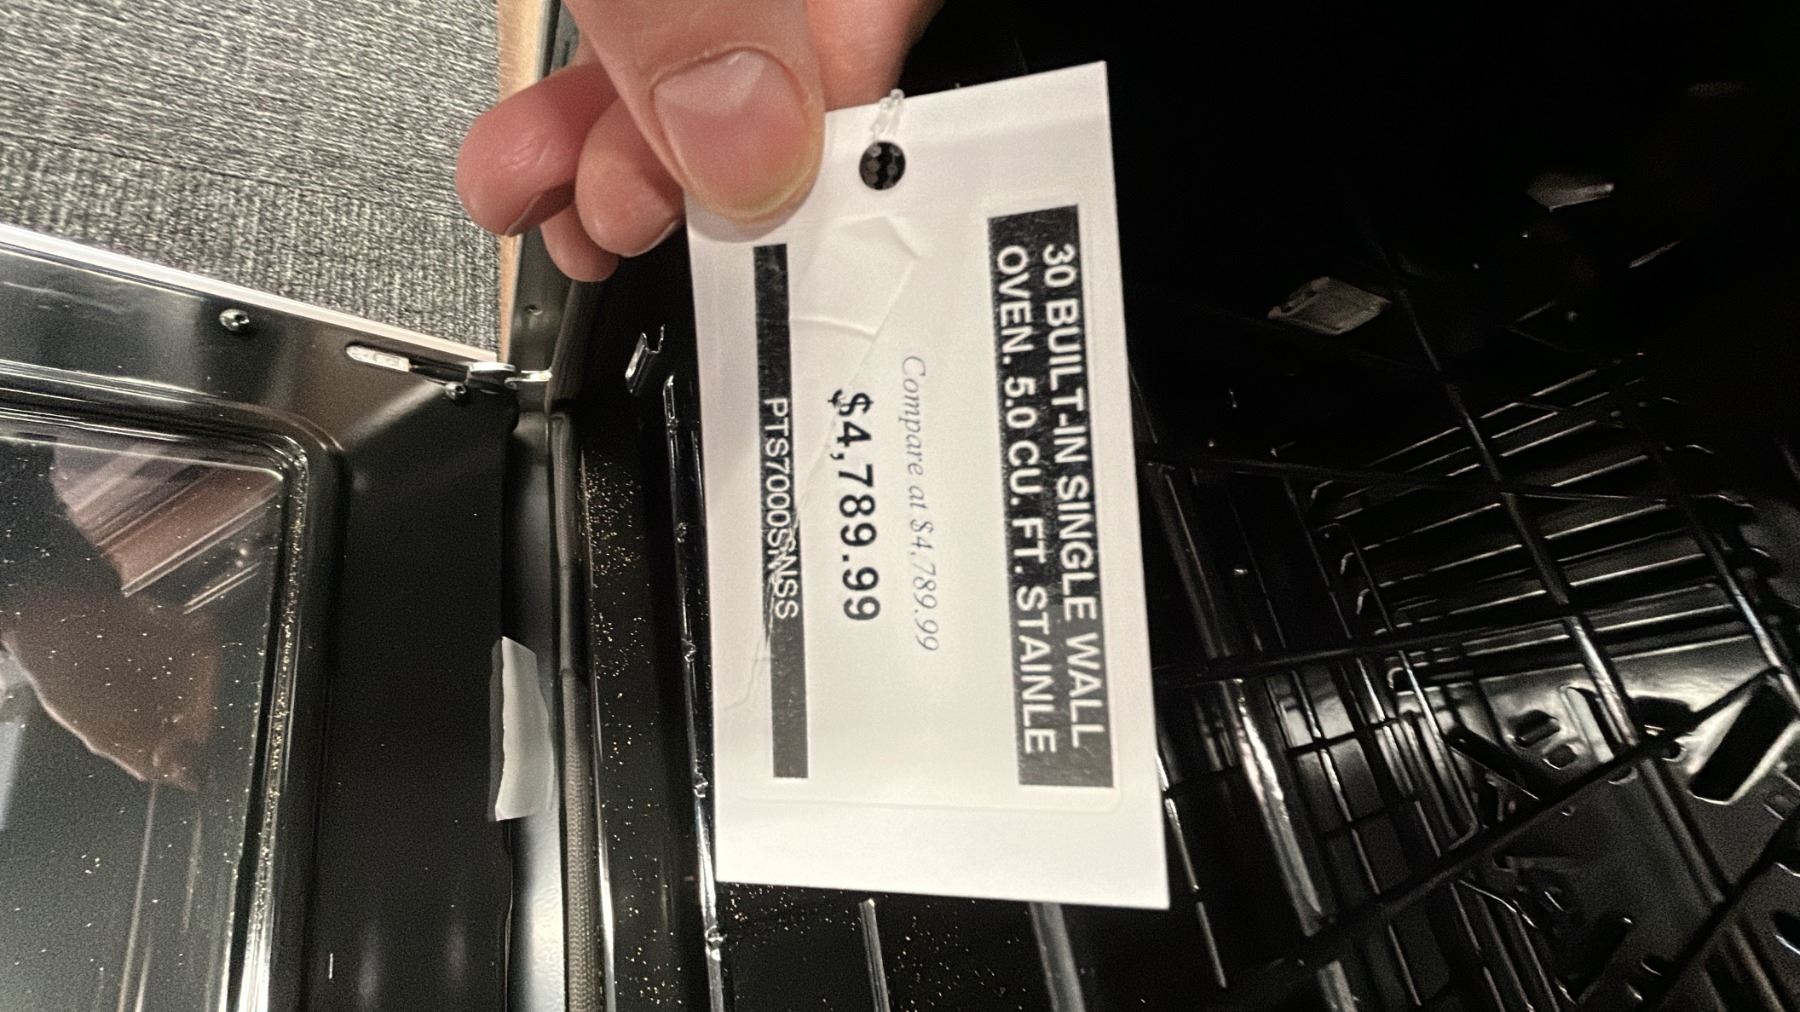 30 BUILT-IN SINGLE WALL
OVEN. 5.0 CU. FT. STAINLE
Compare at $4,789.99
$4,789.99
PTS7000SNSS